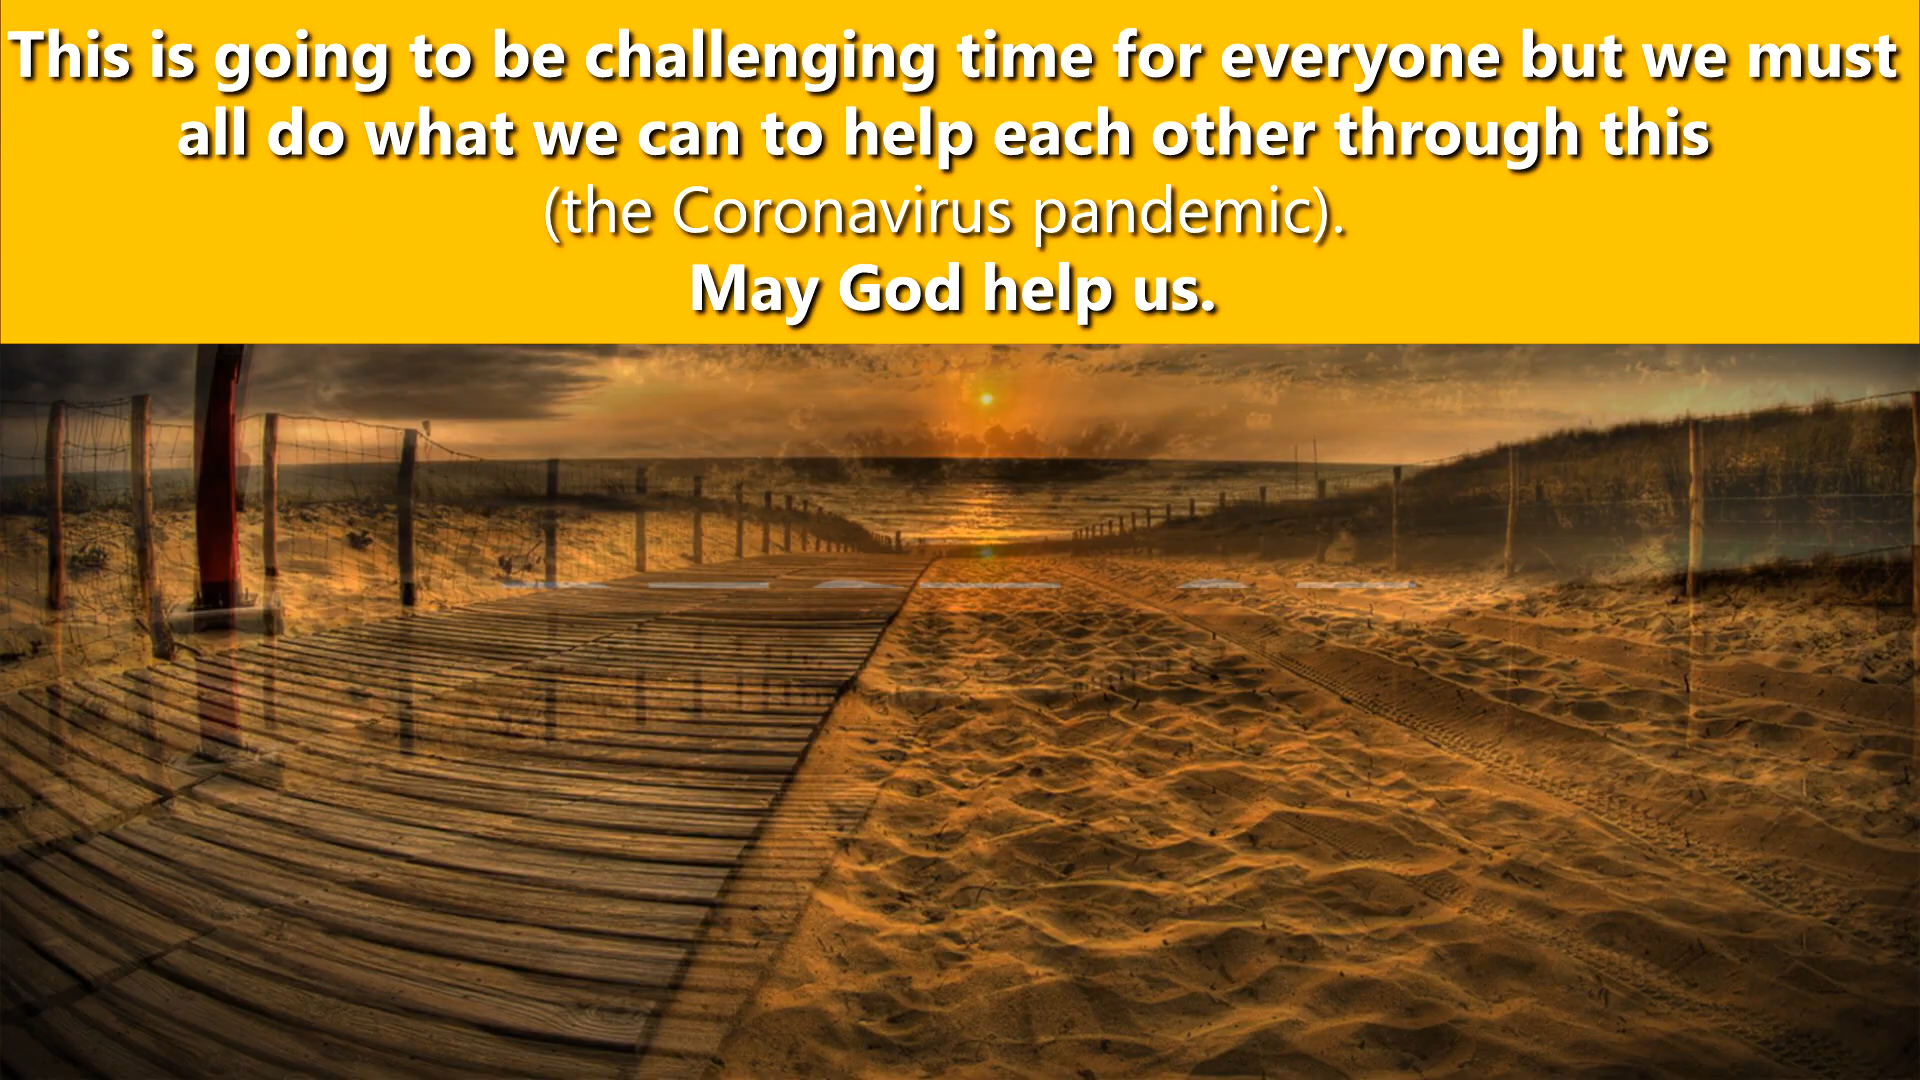 This is going to be challenging time for everyone but we must
all do what we can to help each other through this
(the Coronavirus pandemic).
May God help us.